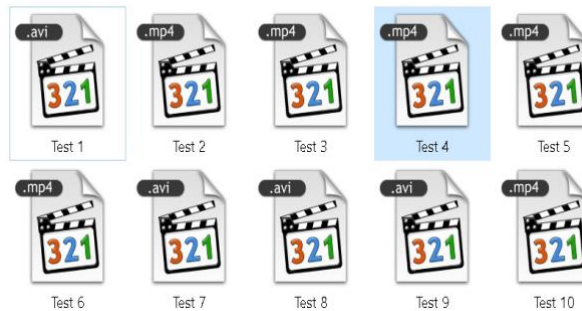 .avi .mp4 .mp4 .mp4 .mp4
321 321 321 321 321
Test 1 Test 2 Test 3 Test 4 Test 5
.mp4 .avi .avi .avi .mp4
321 321 321 321 321
Test 6 Test 7 Test 8 Test 9 Test 10